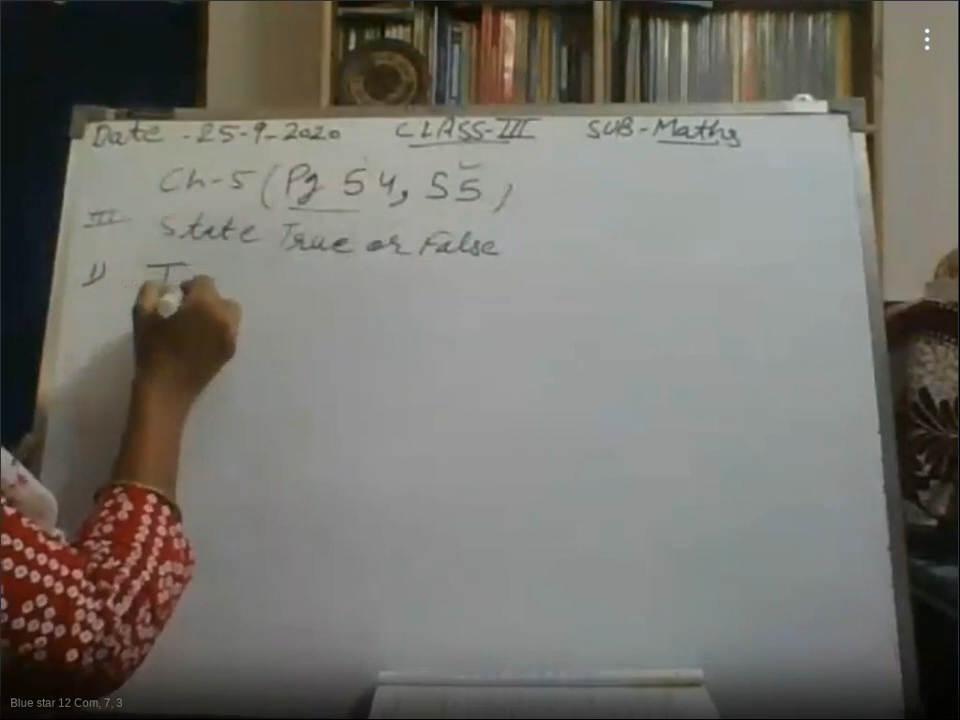 Date - 25-9-2020 CLASS-III SUB-Maths
Ch-5 (Pg 54, 55)
III State True or False
1) T
Blue star 12 Com, 7, 3